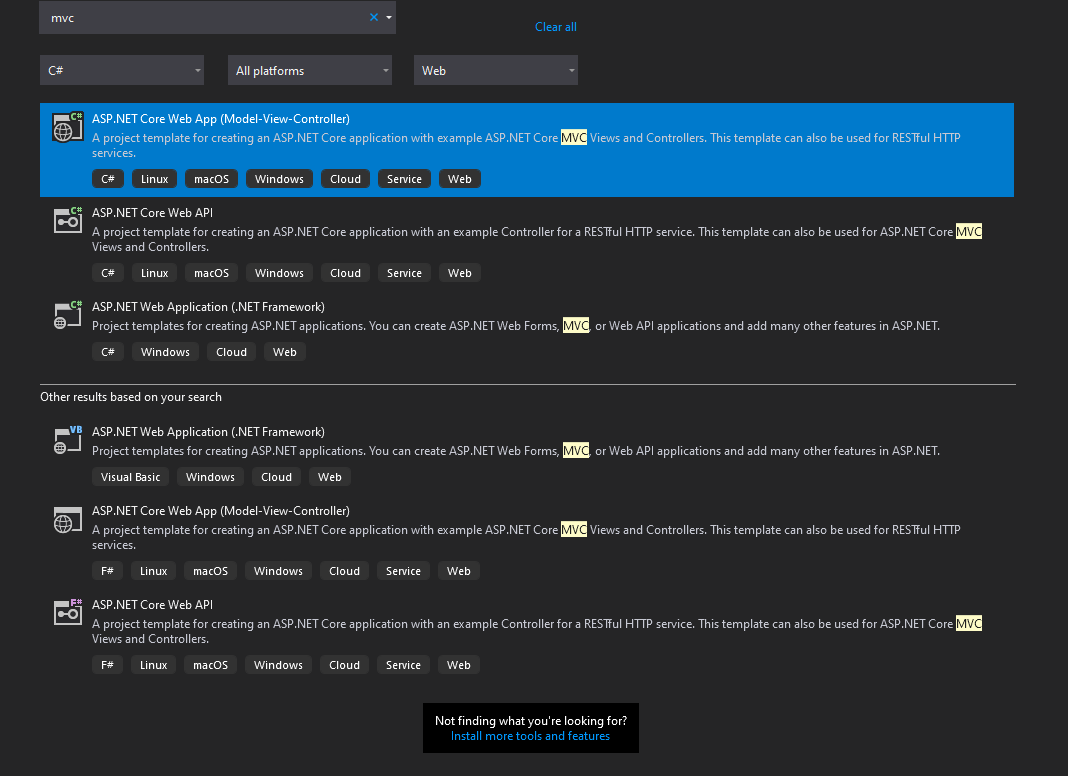 mvc
Clear all
C# All platforms Web
C#
ASP.NET Core Web App (Model-View-Controller)
A project template for creating an ASP.NET Core application with example ASP.NET Core MVC Views and Controllers. This template can also be used for RESTful HTTP
services.
C# Linux macOS Windows Cloud Service Web
C#
ASP.NET Core Web API
A project template for creating an ASP.NET Core application with an example Controller for a RESTful HTTP service. This template can also be used for ASP.NET Core MVC
Views and Controllers.
C# Linux macOS Windows Cloud Service Web
C#
ASP.NET Web Application (.NET Framework)
Project templates for creating ASP.NET applications. You can create ASP.NET Web Forms, MVC, or Web API applications and add many other features in ASP.NET.
C# Windows Cloud Web
Other results based on your search
VB
ASP.NET Web Application (.NET Framework)
Project templates for creating ASP.NET applications. You can create ASP.NET Web Forms, MVC, or Web API applications and add many other features in ASP.NET.
Visual Basic Windows Cloud Web
ASP.NET Core Web App (Model-View-Controller)
A project template for creating an ASP.NET Core application with example ASP.NET Core MVC Views and Controllers. This template can also be used for RESTful HTTP
services.
F# Linux macOS Windows Cloud Service Web
F#
ASP.NET Core Web API
A project template for creating an ASP.NET Core application with an example Controller for a RESTful HTTP service. This template can also be used for ASP.NET Core MVC
Views and Controllers.
F# Linux macOS Windows Cloud Service Web
Not finding what you're looking for?
Install more tools and features